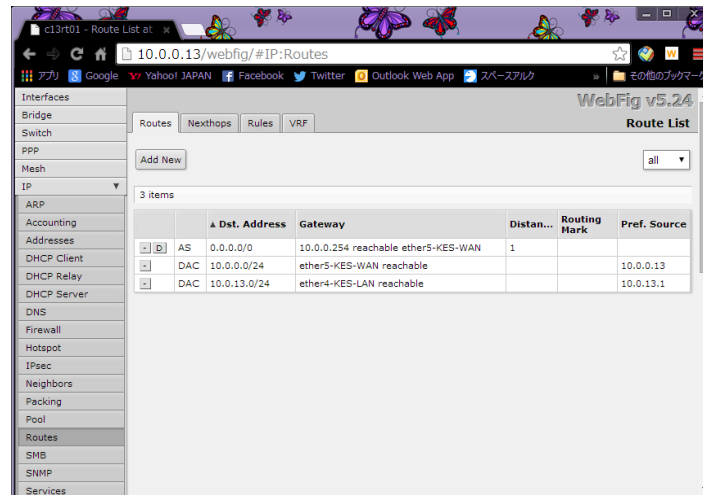 c13rt01 - Route List at
10.0.0.13/webfig/#IP:Routes
アプリ Google Yahoo! JAPAN Facebook Twitter Outlook Web App スペースアルク » その他のブックマーク
WebFig v5.24
Routes Nexthops Rules VRF Route List
Add New all
3 items
▲ Dst. Address Gateway Distan... Routing Mark Pref. Source
- D AS 0.0.0.0/0 10.0.0.254 reachable ether5-KES-WAN 1
- DAC 10.0.0.0/24 ether5-KES-WAN reachable 10.0.0.13
- DAC 10.0.13.0/24 ether4-KES-LAN reachable 10.0.13.1
Interfaces
Bridge
Switch
PPP
Mesh
IP ▼
ARP
Accounting
Addresses
DHCP Client
DHCP Relay
DHCP Server
DNS
Firewall
Hotspot
IPsec
Neighbors
Packing
Pool
Routes
SMB
SNMP
Services